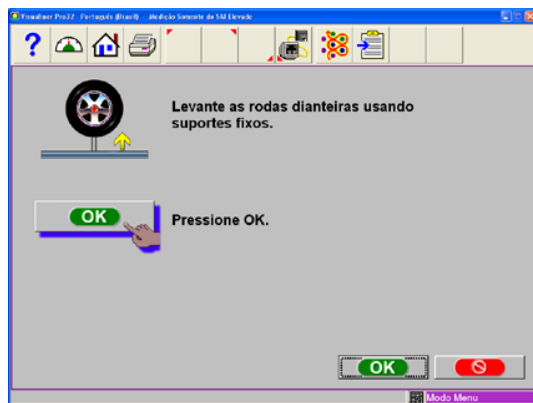 Visualiner Pro32 Português (Brasil) Medição Somente de SAI Elevado
?
Levante as rodas dianteiras usando
suportes fixos.
OK
Pressione OK.
OK
Modo Menu